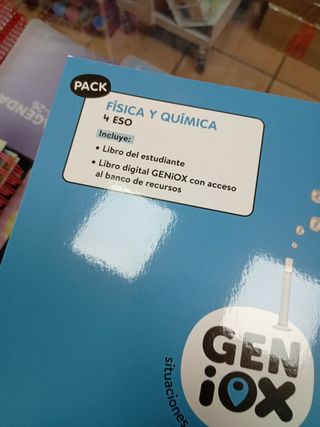 PACK
FÍSICA Y QUÍMICA
4 ESO
Incluye:
• Libro del estudiante
• Libro digital GENiOX con acceso
al banco de recursos
GEN
iOX
situaciones
GENDA